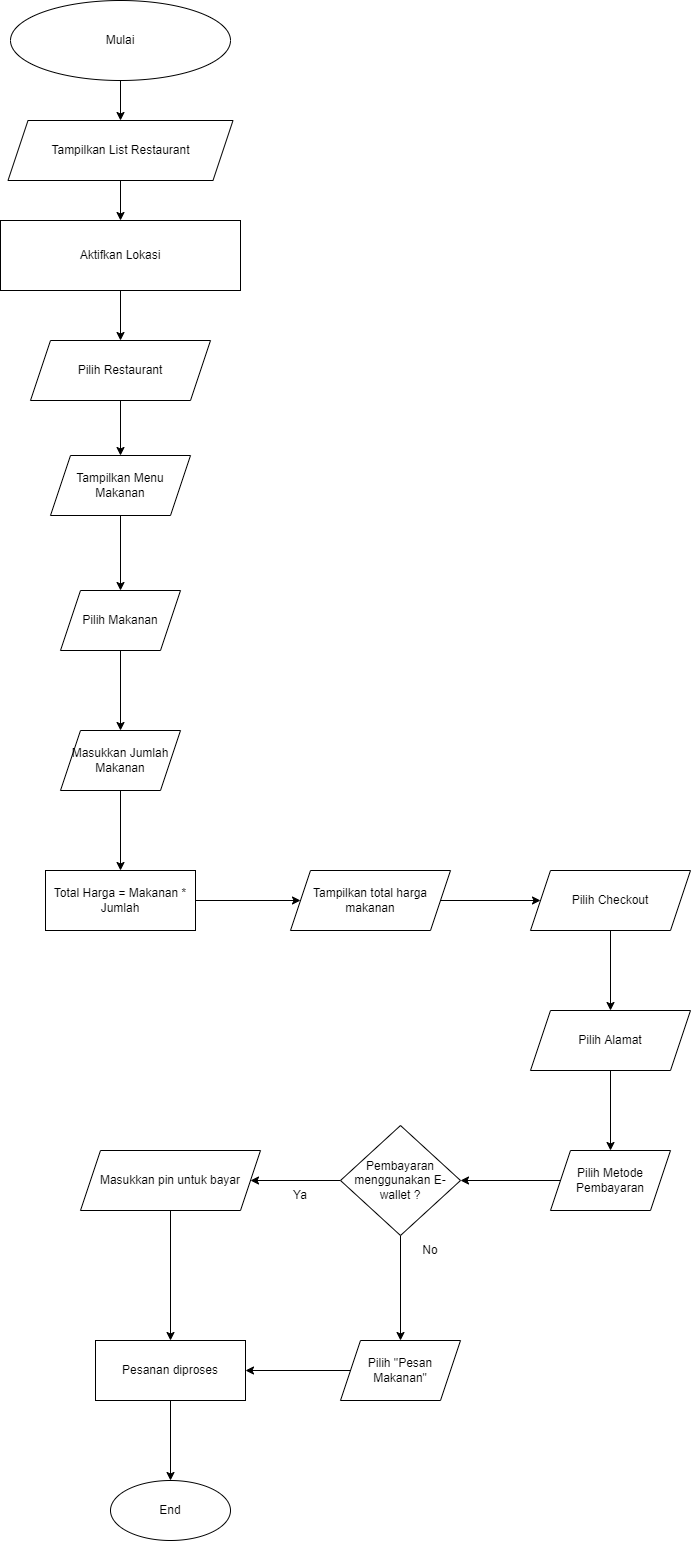 Mulai
Tampilkan List Restaurant
Aktifkan Lokasi
Pilih Restaurant
Tampilkan Menu
Makanan
Pilih Makanan
Masukkan Jumlah
Makanan
Total Harga = Makanan *
Jumlah
Tampilkan total harga
makanan
Pilih Checkout
Pilih Alamat
Pilih Metode
Pembayaran
Pembayaran
menggunakan E-
wallet ?
Ya
Masukkan pin untuk bayar
No
Pilih "Pesan
Makanan"
Pesanan diproses
End